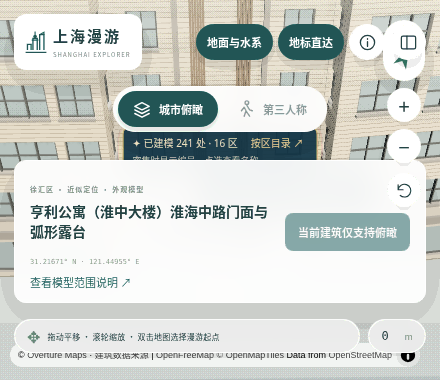 上海漫游
SHANGHAI EXPLORER
地面与水系
地标直达
城市俯瞰
第三人称
✦ 已建模 241 处 · 16 区 按区目录 ↗
徐汇区 · 近似定位 · 外观模型
亨利公寓（淮中大楼）淮海中路门面与
弧形露台
当前建筑仅支持俯瞰
31.21671° N · 121.44955° E
查看模型范围说明 ↗
拖动平移 · 滚轮缩放 · 双击地图选择漫游起点
0 m
© Overture Maps · 建筑数据来源 | OpenFreeMap © OpenMapTiles Data from OpenStreetMap